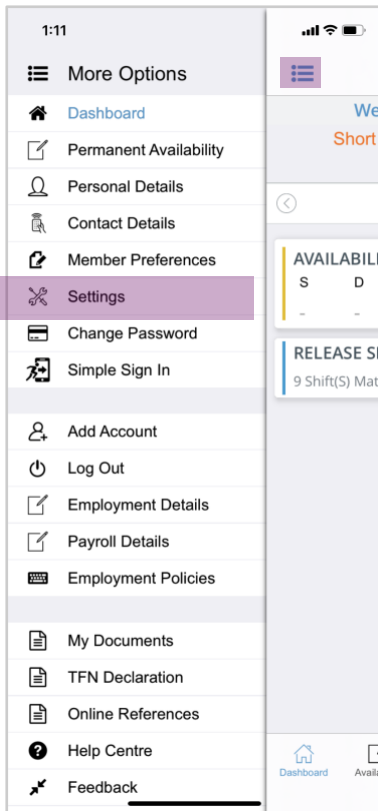 1:11
More Options
Dashboard
Permanent Availability
Personal Details
Contact Details
Member Preferences
Settings
Change Password
Simple Sign In
Add Account
Log Out
Employment Details
Payroll Details
Employment Policies
My Documents
TFN Declaration
Online References
Help Centre
Feedback
We
Short
AVAILABILI
S D
- -
RELEASE S
9 Shift(S) Mat
Dashboard Availa